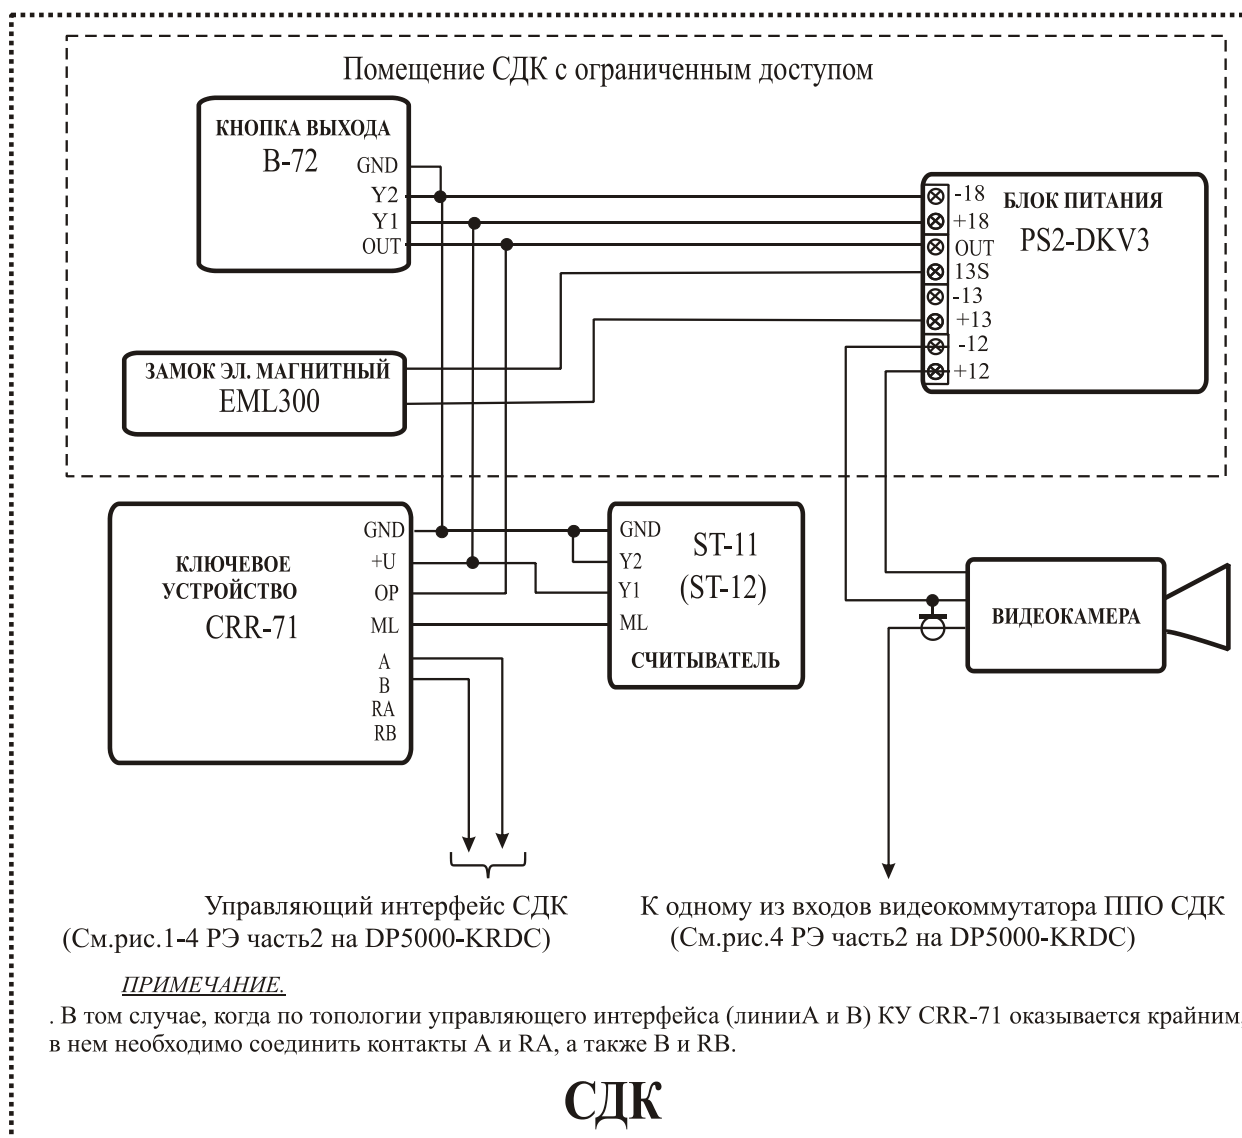 Помещение СДК с ограниченным доступом
КНОПКА ВЫХОДА
B-72
GND
Y2
Y1
OUT
-18
+18
OUT
13S
-13
+13
-12
+12
БЛОК ПИТАНИЯ
PS2-DKV3
ЗАМОК ЭЛ. МАГНИТНЫЙ
EML300
КЛЮЧЕВОЕ
УСТРОЙСТВО
CRR-71
GND
+U
OP
ML
A
B
RA
RB
GND
Y2
Y1
ML
ST-11
(ST-12)
СЧИТЫВАТЕЛЬ
ВИДЕОКАМЕРА
Управляющий интерфейс СДК
(См.рис.1-4 РЭ часть2 на DP5000-KRDC)
К одному из входов видеокоммутатора ППО СДК
(См.рис.4 РЭ часть2 на DP5000-KRDC)
ПРИМЕЧАНИЕ.
. В том случае, когда по топологии управляющего интерфейса (линииА и В) КУ CRR-71 оказывается крайним,
в нем необходимо соединить контакты А и RA, а также В и RB.
СДК